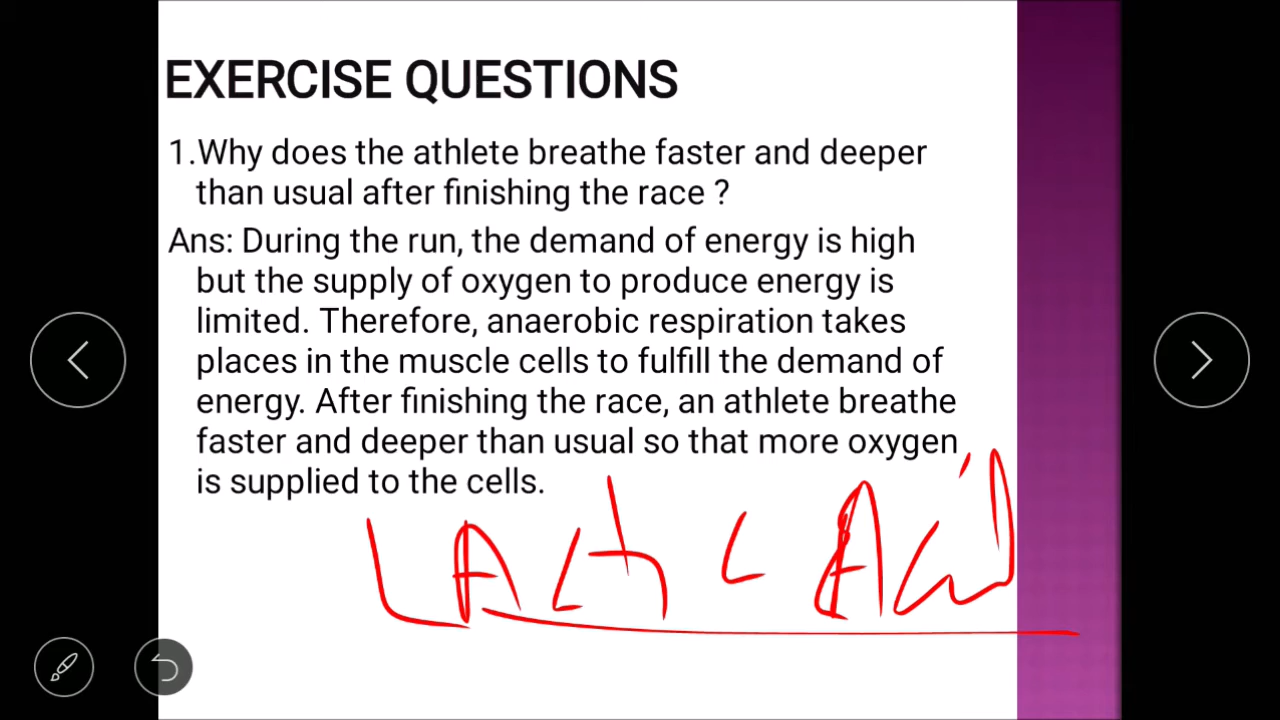 EXERCISE QUESTIONS
1.Why does the athlete breathe faster and deeper
than usual after finishing the race ?
Ans: During the run, the demand of energy is high
but the supply of oxygen to produce energy is
limited. Therefore, anaerobic respiration takes
places in the muscle cells to fulfill the demand of
energy. After finishing the race, an athlete breathe
faster and deeper than usual so that more oxygen
is supplied to the cells.
LActic Acid